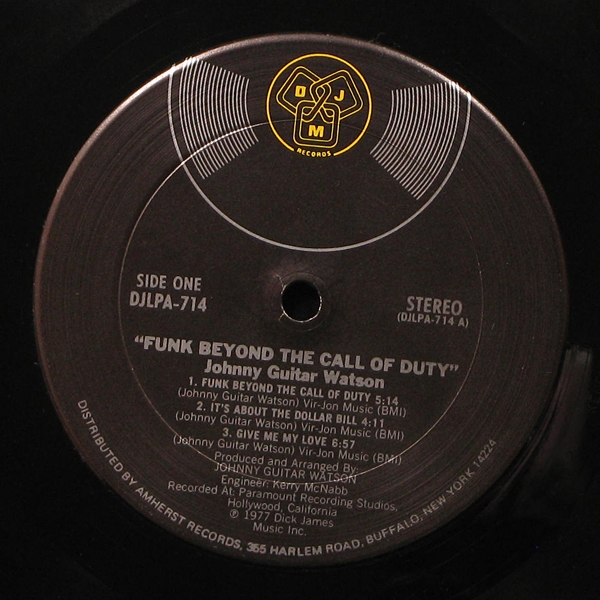 D J
M
RECORDS
SIDE ONE
DJLPA-714
STEREO
(DJLPA-714 A)
"FUNK BEYOND THE CALL OF DUTY"
Johnny Guitar Watson
1. FUNK BEYOND THE CALL OF DUTY 5:14
(Johnny Guitar Watson) Vir-Jon Music (BMI)
2. IT'S ABOUT THE DOLLAR BILL 4:11
(Johnny Guitar Watson) Vir-Jon Music (BMI)
3. GIVE ME MY LOVE 6:57
(Johnny Guitar Watson) Vir-Jon Music (BMI)
Produced and Arranged By:
JOHNNY GUITAR WATSON
Engineer: Kerry McNabb
Recorded At: Paramount Recording Studios,
Hollywood, California
℗ 1977 Dick James
Music Inc.
DISTRIBUTED BY AMHERST RECORDS, 355 HARLEM ROAD, BUFFALO, NEW YORK 14224